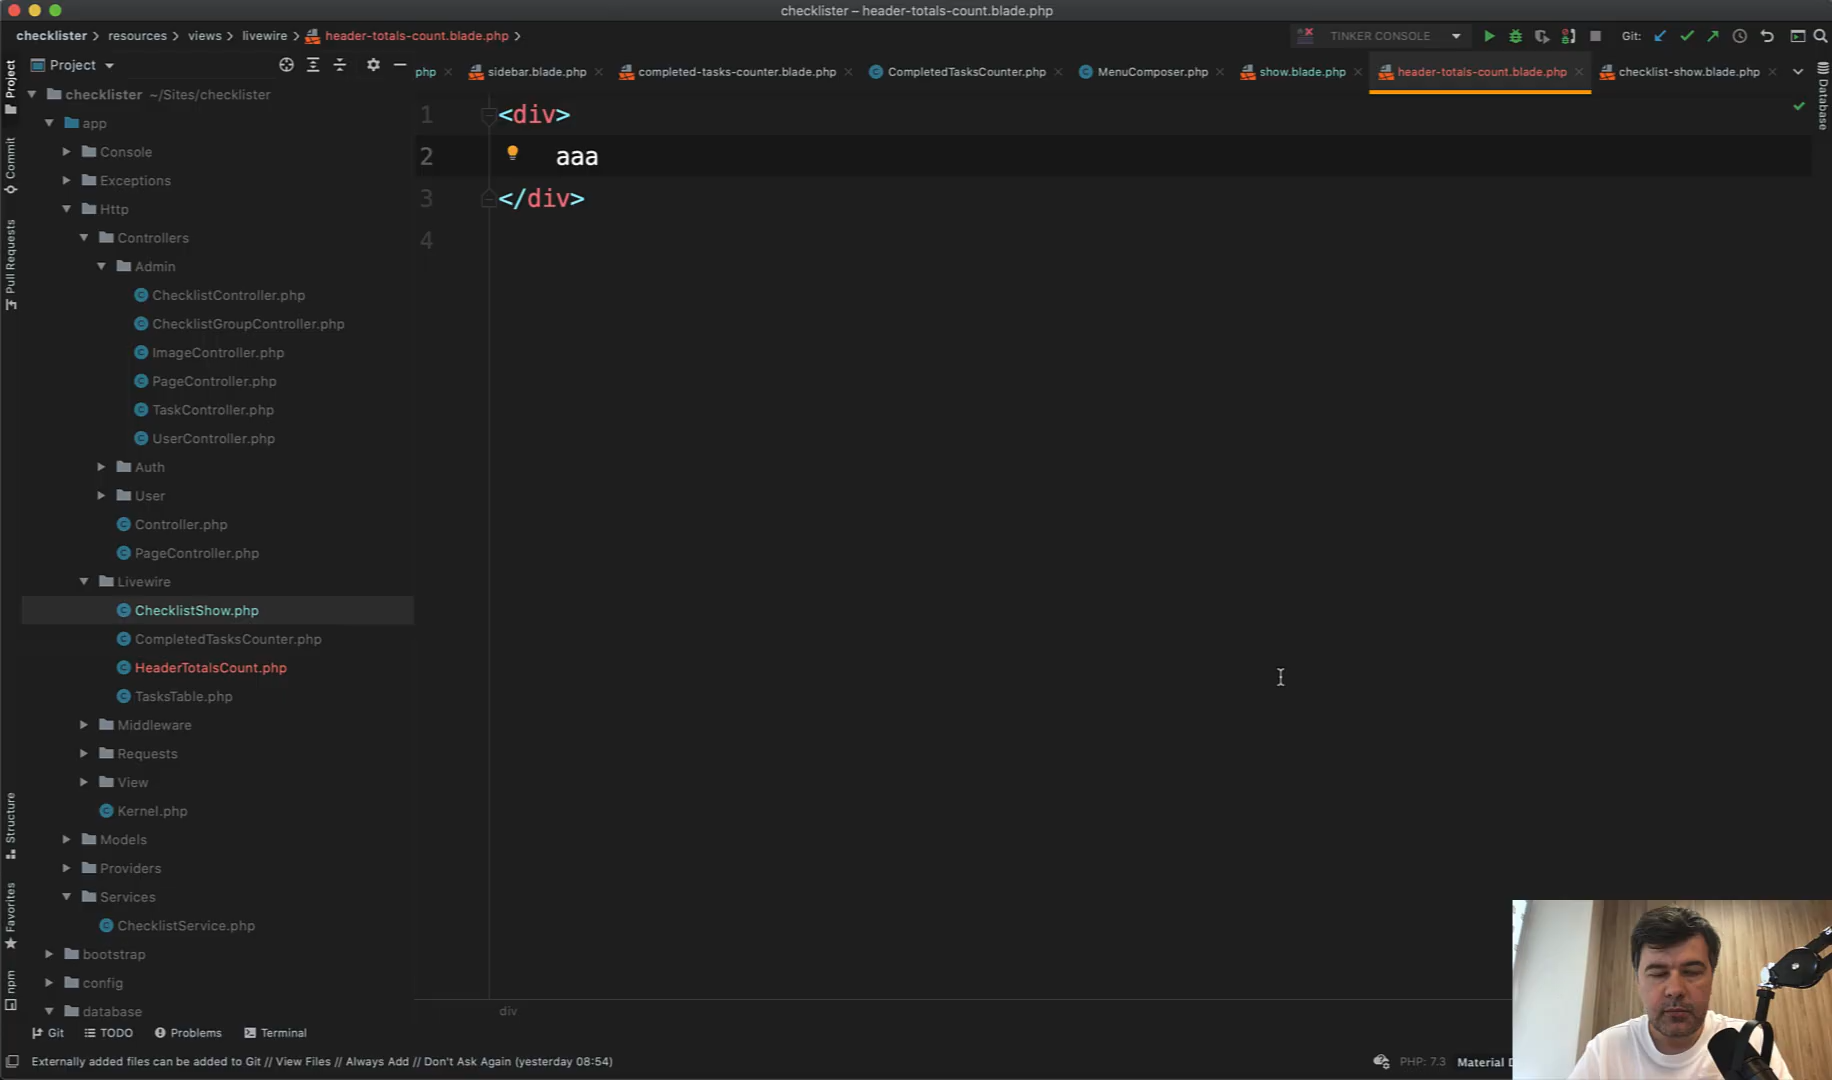 checklister – header-totals-count.blade.php
checklister
resources
views
livewire
header-totals-count.blade.php
TINKER CONSOLE
Git:
Project
php
sidebar.blade.php
completed-tasks-counter.blade.php
CompletedTasksCounter.php
MenuComposer.php
show.blade.php
header-totals-count.blade.php
checklist-show.blade.php
Project
Commit
Pull Requests
Structure
Favorites
npm
Database
checklister ~/Sites/checklister
app
Console
Exceptions
Http
Controllers
Admin
ChecklistController.php
ChecklistGroupController.php
ImageController.php
PageController.php
TaskController.php
UserController.php
Auth
User
Controller.php
PageController.php
Livewire
ChecklistShow.php
CompletedTasksCounter.php
HeaderTotalsCount.php
TasksTable.php
Middleware
Requests
View
Kernel.php
Models
Providers
Services
ChecklistService.php
bootstrap
config
database
1 <div>
2 aaa
3 </div>
4
div
Git
TODO
Problems
Terminal
Externally added files can be added to Git // View Files // Always Add // Don't Ask Again (yesterday 08:54)
PHP: 7.3
Material